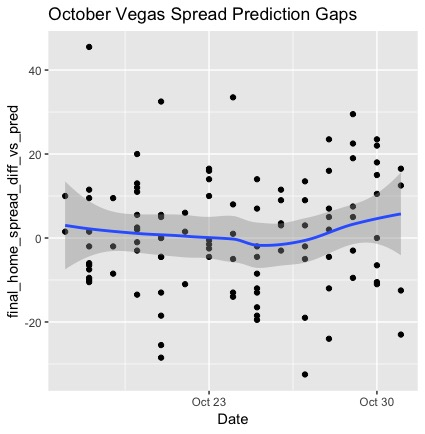 October Vegas Spread Prediction Gaps
final_home_spread_diff_vs_pred
40
20
0
-20
Oct 23
Oct 30
Date